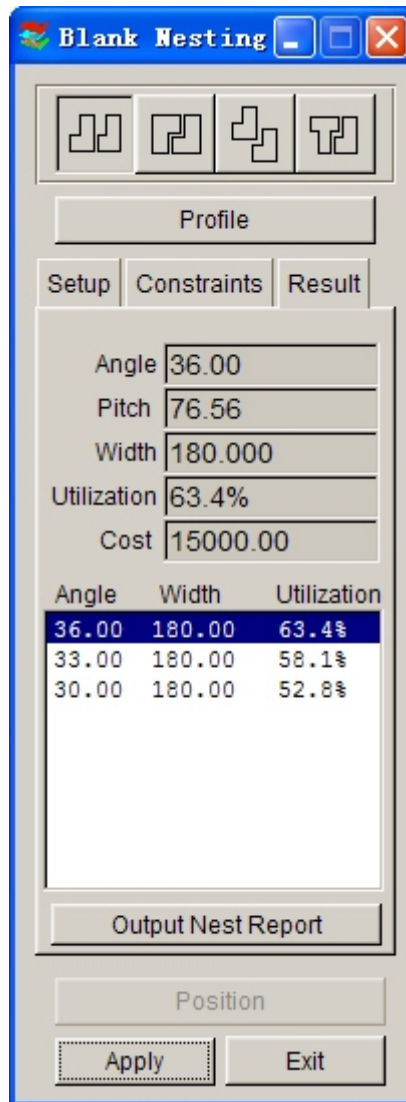 Blank Nesting
Profile
Setup Constraints Result
Angle 36.00
Pitch 76.56
Width 180.000
Utilization 63.4%
Cost 15000.00
Angle Width Utilization
36.00 180.00 63.4%
33.00 180.00 58.1%
30.00 180.00 52.8%
Output Nest Report
Position
Apply Exit